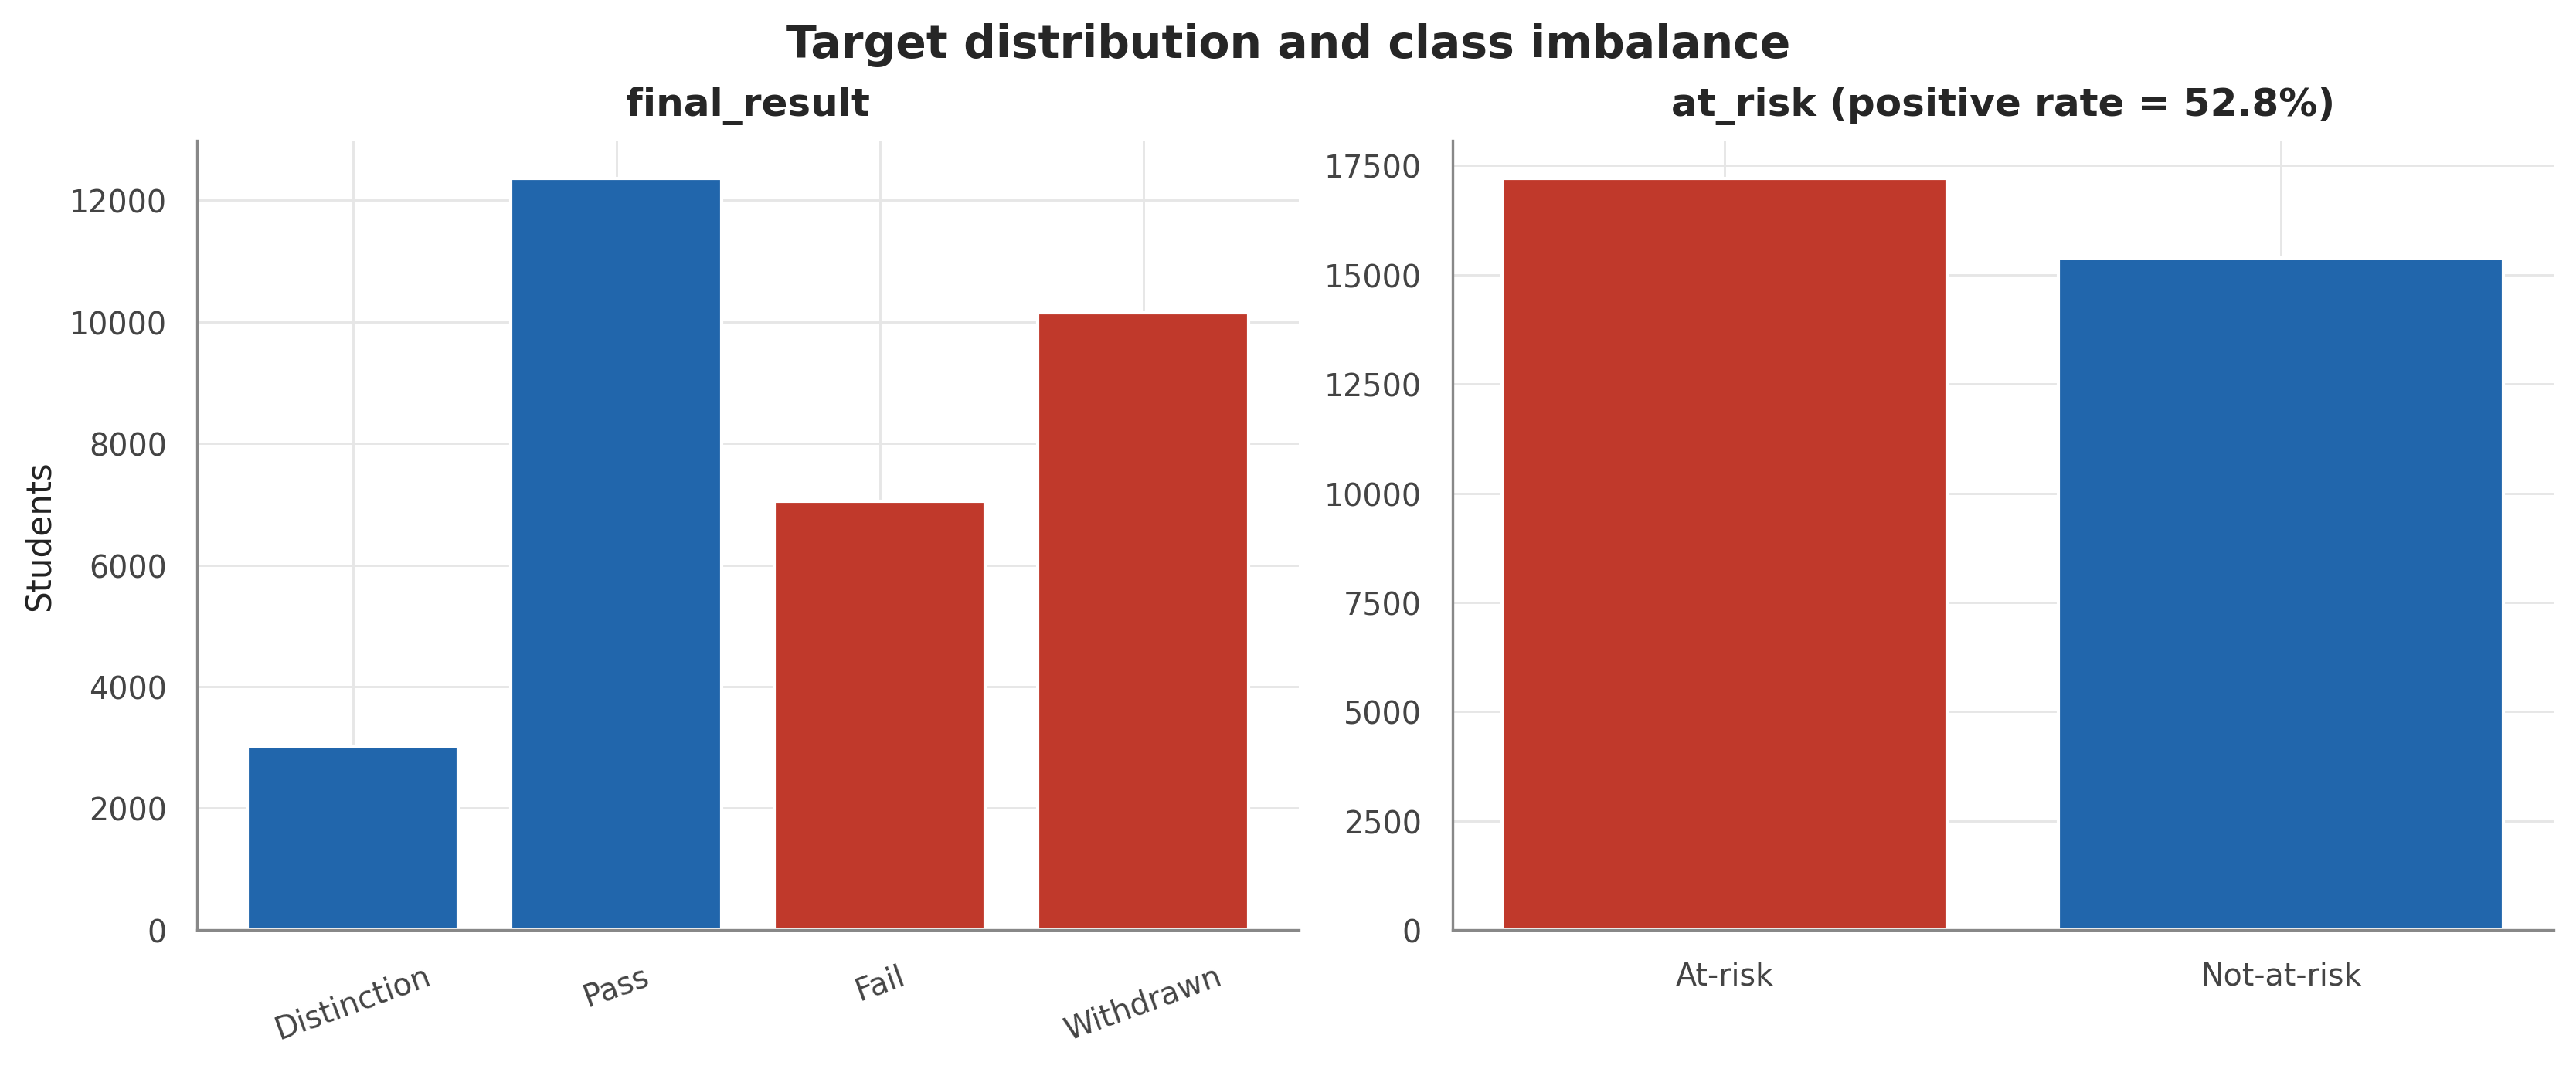 Target distribution and class imbalance
final_result
12000
10000
8000
6000
4000
2000
0
Students
Distinction
Pass
Fail
Withdrawn
at_risk (positive rate = 52.8%)
17500
15000
12500
10000
7500
5000
2500
0
At-risk
Not-at-risk